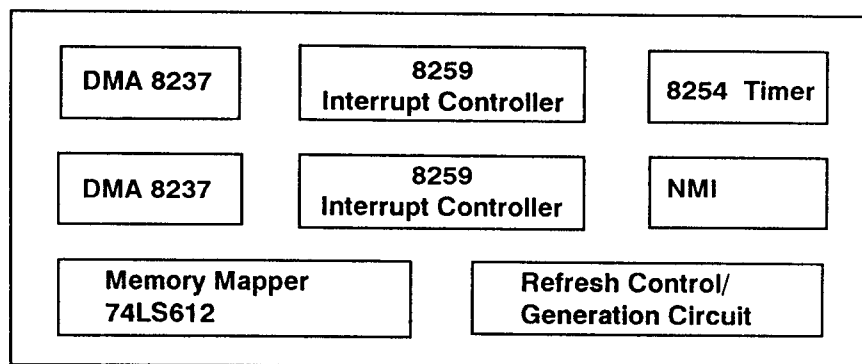 DMA 8237
8259
Interrupt Controller
8254 Timer
DMA 8237
8259
Interrupt Controller
NMI
Memory Mapper
74LS612
Refresh Control/
Generation Circuit